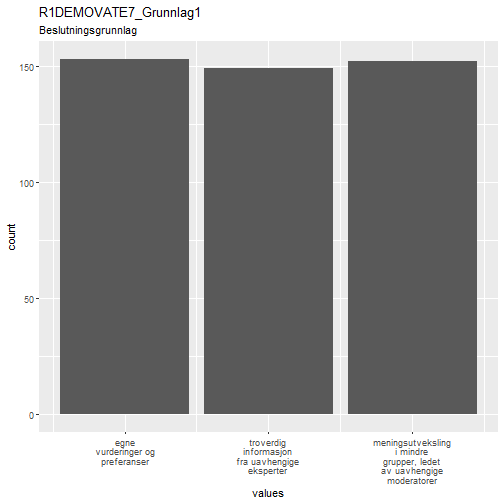 R1DEMOVATE7_Grunnlag1
Beslutningsgrunnlag
count
150
100
50
0
egne
vurderinger og
preferanser
troverdig
informasjon
fra uavhengige
eksperter
meningsutveksling
i mindre
grupper, ledet
av uavhengige
moderatorer
values